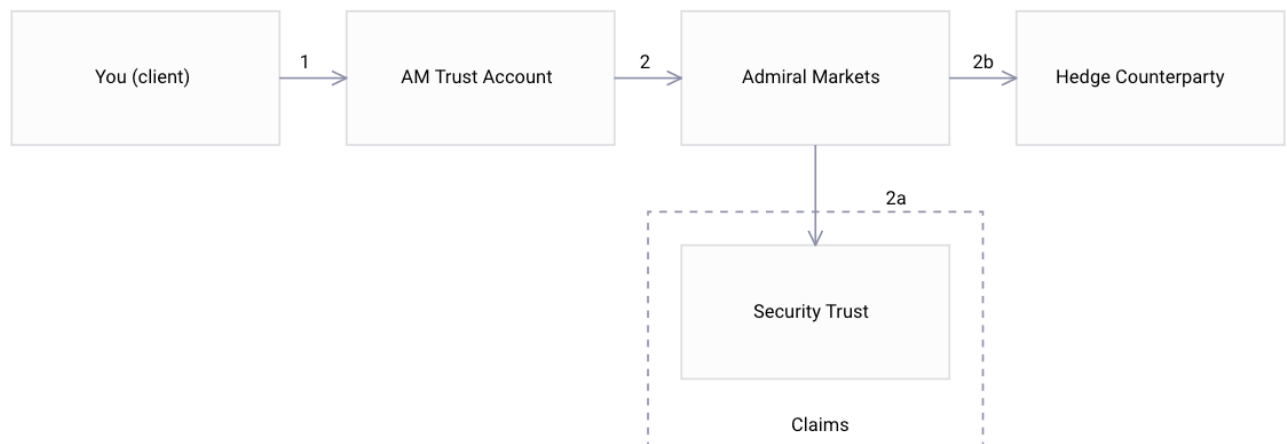 1
2
2b
You (client)
AM Trust Account
Admiral Markets
Hedge Counterparty
2a
Security Trust
Claims